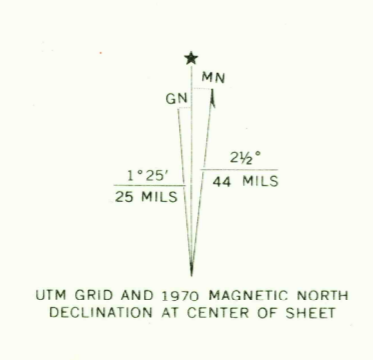 MN
GN
1°25′
25 MILS
2½°
44 MILS
UTM GRID AND 1970 MAGNETIC NORTH
DECLINATION AT CENTER OF SHEET